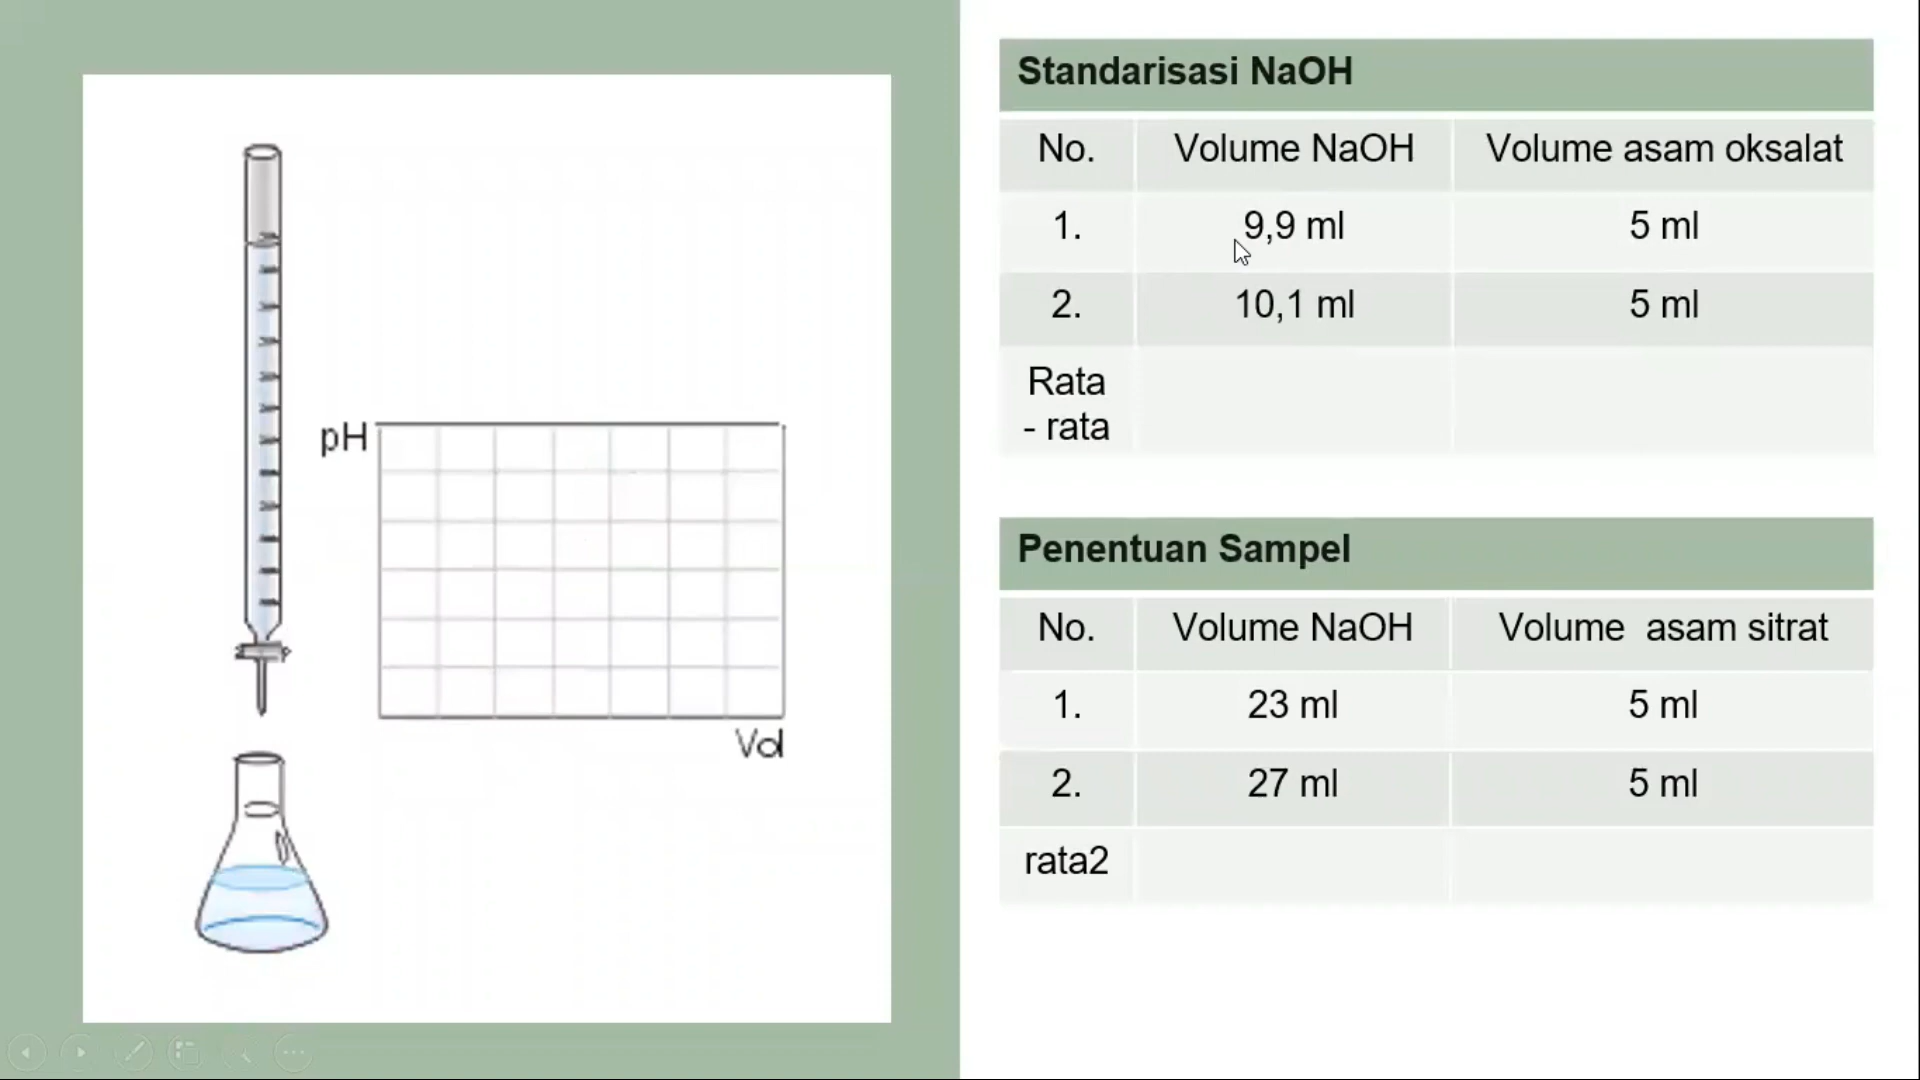 pH
Vol
Standarisasi NaOH
No. Volume NaOH Volume asam oksalat
1. 9,9 ml 5 ml
2. 10,1 ml 5 ml
Rata
- rata
Penentuan Sampel
No. Volume NaOH Volume asam sitrat
1. 23 ml 5 ml
2. 27 ml 5 ml
rata2